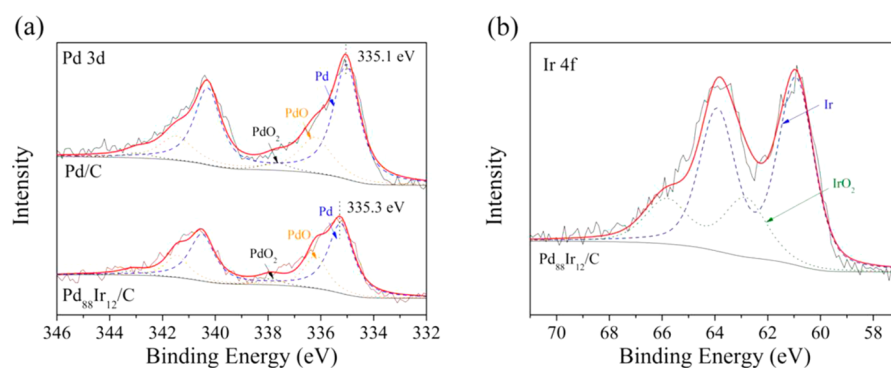 (a)
Pd 3d
335.1 eV
Pd
PdO
PdO₂
Pd/C
335.3 eV
Pd
PdO
PdO₂
Pd₈₈Ir₁₂/C
Intensity
346 344 342 340 338 336 334 332
Binding Energy (eV)
(b)
Ir 4f
Ir
IrO₂
Pd₈₈Ir₁₂/C
Intensity
70 68 66 64 62 60 58
Binding Energy (eV)